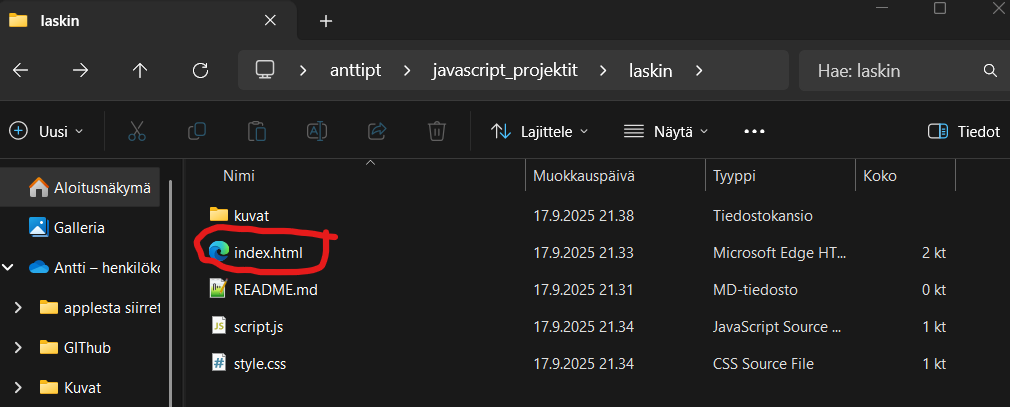 laskin
anttipt javascript_projektit laskin
Hae: laskin
Uusi Lajittele Näytä Tiedot
Nimi Muokkauspäivä Tyyppi Koko
Aloitusnäkymä
Galleria
Antti – henkilökc
applesta siirret
GIThub
Kuvat
kuvat 17.9.2025 21.38 Tiedostokansio
index.html 17.9.2025 21.33 Microsoft Edge HT... 2 kt
README.md 17.9.2025 21.31 MD-tiedosto 0 kt
script.js 17.9.2025 21.34 JavaScript Source ... 1 kt
style.css 17.9.2025 21.34 CSS Source File 1 kt